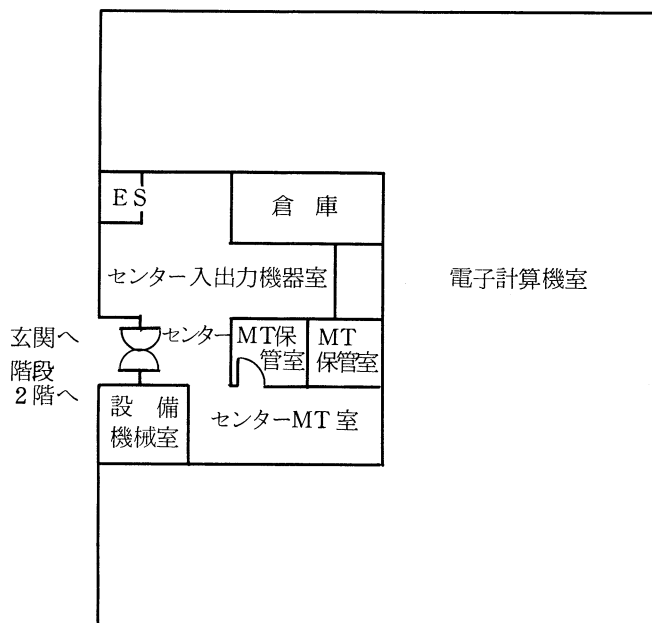 ES
倉庫
センター入出力機器室
電子計算機室
玄関へ
階段
2階へ
センター
MT保
管室
MT
保管室
設備
機械室
センターMT室